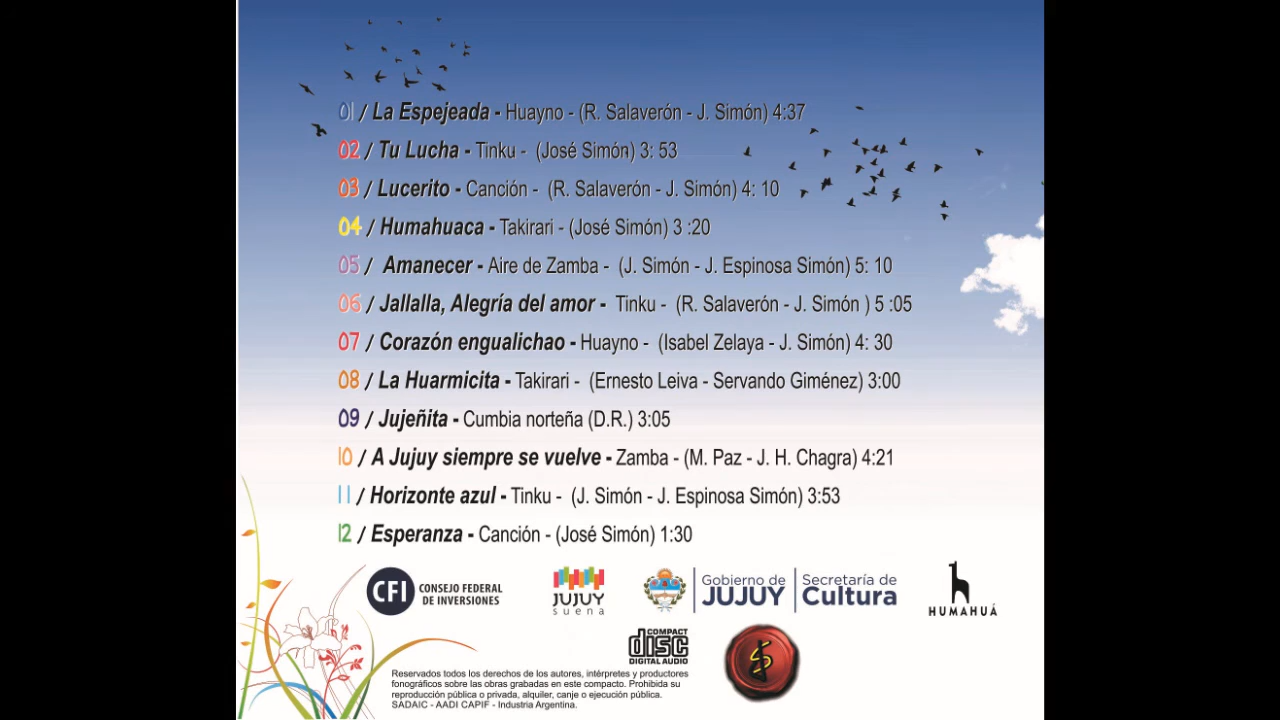 01 / La Espejeada - Huayno - (R. Salaverón - J. Simón) 4:37
02 / Tu Lucha - Tinku - (José Simón) 3: 53
03 / Lucerito - Canción - (R. Salaverón - J. Simón) 4: 10
04 / Humahuaca - Takirari - (José Simón) 3 :20
05 / Amanecer - Aire de Zamba - (J. Simón - J. Espinosa Simón) 5: 10
06 / Jallalla, Alegría del amor - Tinku - (R. Salaverón - J. Simón ) 5 :05
07 / Corazón engualichao - Huayno - (Isabel Zelaya - J. Simón) 4: 30
08 / La Huarmicita - Takirari - (Ernesto Leiva - Servando Giménez) 3:00
09 / Jujeñita - Cumbia norteña (D.R.) 3:05
10 / A Jujuy siempre se vuelve - Zamba - (M. Paz - J. H. Chagra) 4:21
11 / Horizonte azul - Tinku - (J. Simón - J. Espinosa Simón) 3:53
12 / Esperanza - Canción - (José Simón) 1:30
CFI CONSEJO FEDERAL
DE INVERSIONES
JUJUY
suena
Gobierno de
JUJUY
Secretaría de
Cultura
HUMAHUÁ
COMPACT
disc
DIGITAL AUDIO
Reservados todos los derechos de los autores, intérpretes y productores
fonográficos sobre las obras grabadas en este compacto. Prohibida su
reproducción pública o privada, alquiler, canje o ejecución pública.
SADAIC - AADI CAPIF - Industria Argentina.